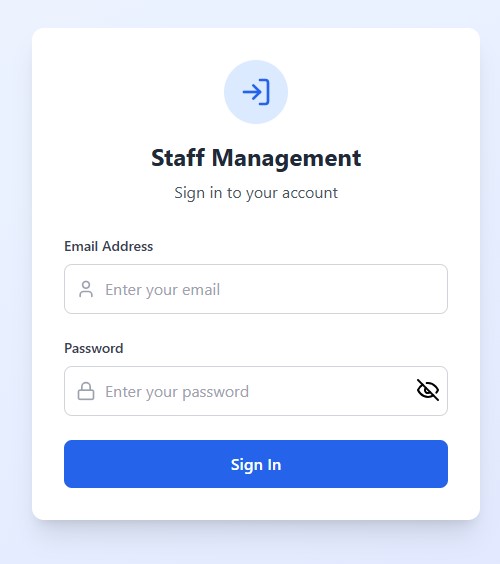 Staff Management
Sign in to your account
Email Address
Enter your email
Password
Enter your password
Sign In